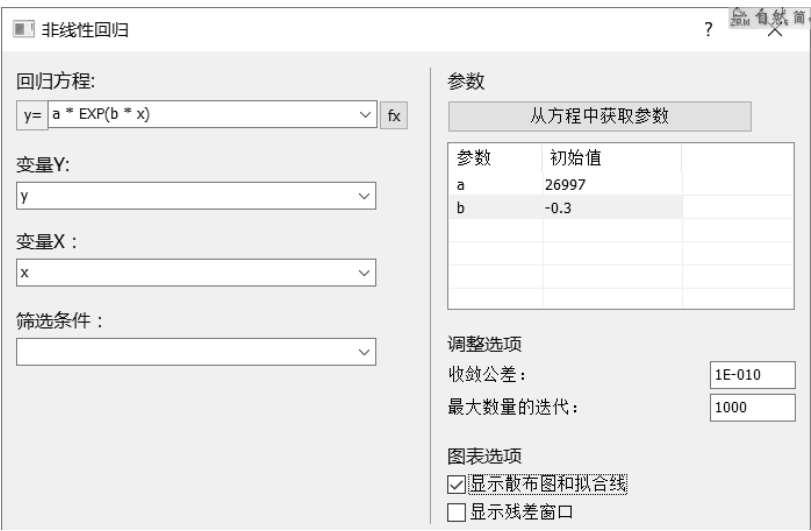 非线性回归
?
ZRM 自然 简
回归方程:
y= a * EXP(b * x) fx
变量Y:
y
变量X：
x
筛选条件：
参数
从方程中获取参数
参数 初始值
a 26997
b -0.3
调整选项
收敛公差： 1E-010
最大数量的迭代： 1000
图表选项
显示散布图和拟合线
显示残差窗口